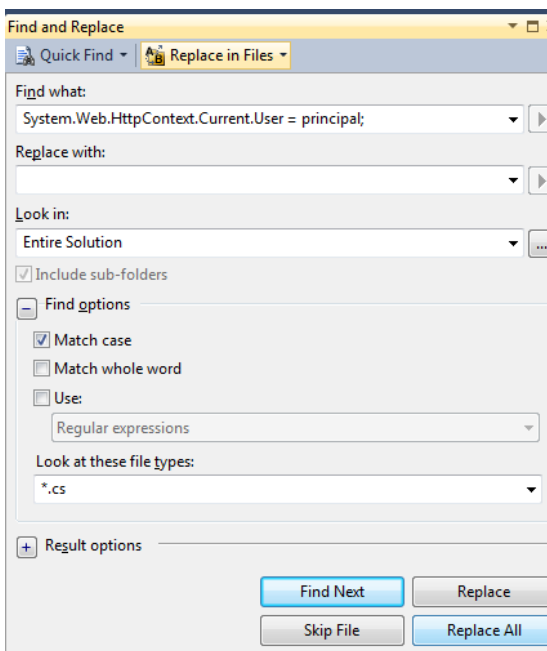 Find and Replace
Quick Find Replace in Files
Find what:
System.Web.HttpContext.Current.User = principal;
Replace with:
Look in:
Entire Solution
...
Include sub-folders
Find options
Match case
Match whole word
Use:
Regular expressions
Look at these file types:
*.cs
Result options
Find Next Replace
Skip File Replace All